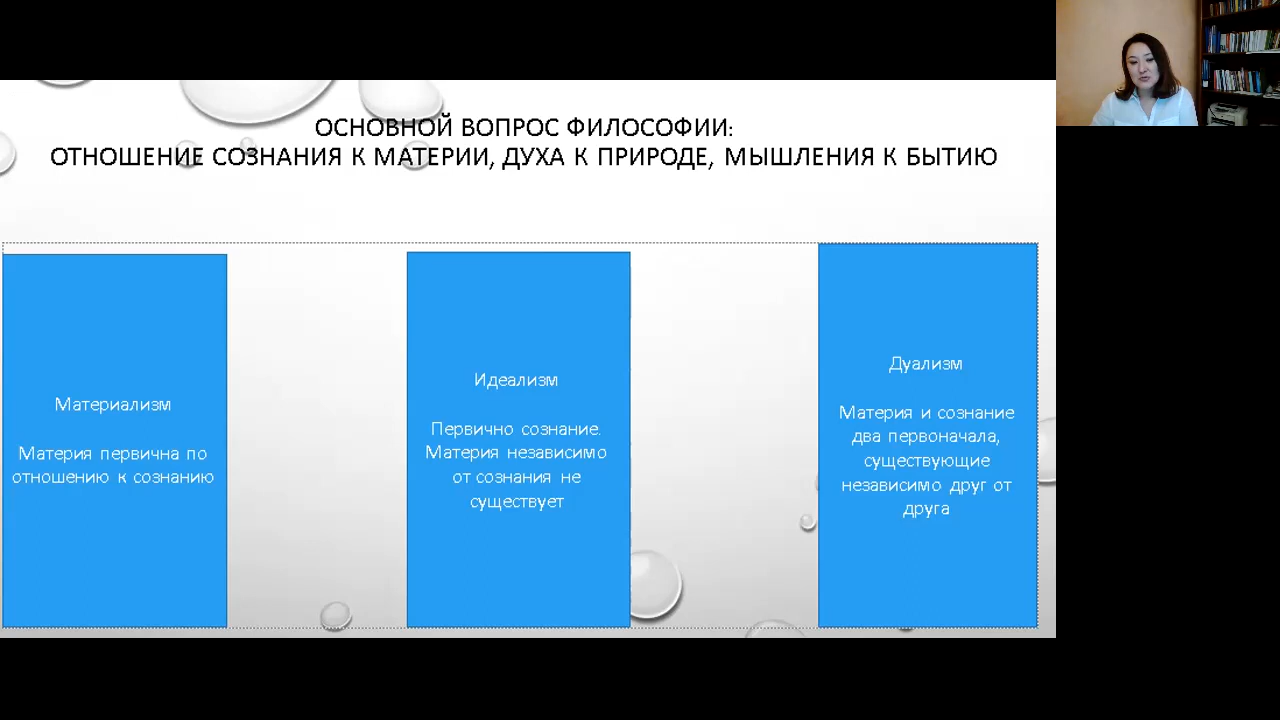 ОСНОВНОЙ ВОПРОС ФИЛОСОФИИ:
ОТНОШЕНИЕ СОЗНАНИЯ К МАТЕРИИ, ДУХА К ПРИРОДЕ, МЫШЛЕНИЯ К БЫТИЮ
Материализм
Материя первична по
отношению к сознанию
Идеализм
Первично сознание.
Материя независимо
от сознания не
существует
Дуализм
Материя и сознание
два первоначала,
существующие
независимо друг от
друга